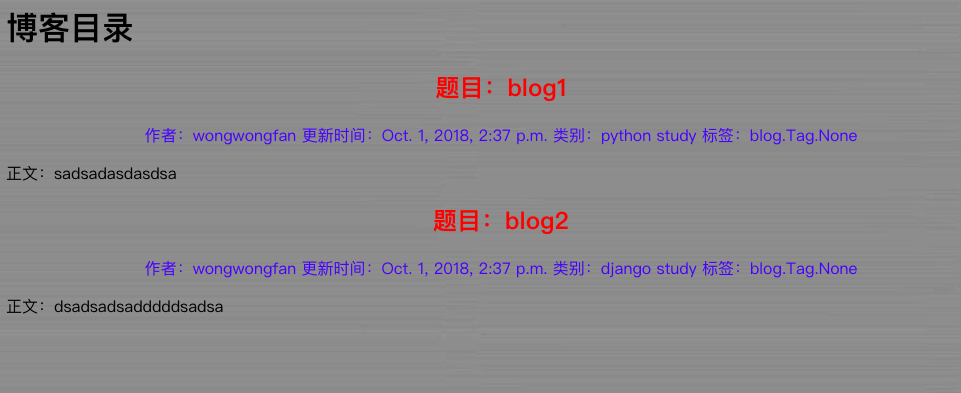 博客目录
题目：blog1
作者：wongwongfan 更新时间：Oct. 1, 2018, 2:37 p.m. 类别：python study 标签：blog.Tag.None
正文：sadsadasdasdsa
题目：blog2
作者：wongwongfan 更新时间：Oct. 1, 2018, 2:37 p.m. 类别：django study 标签：blog.Tag.None
正文：dsadsadsadddddsadsa